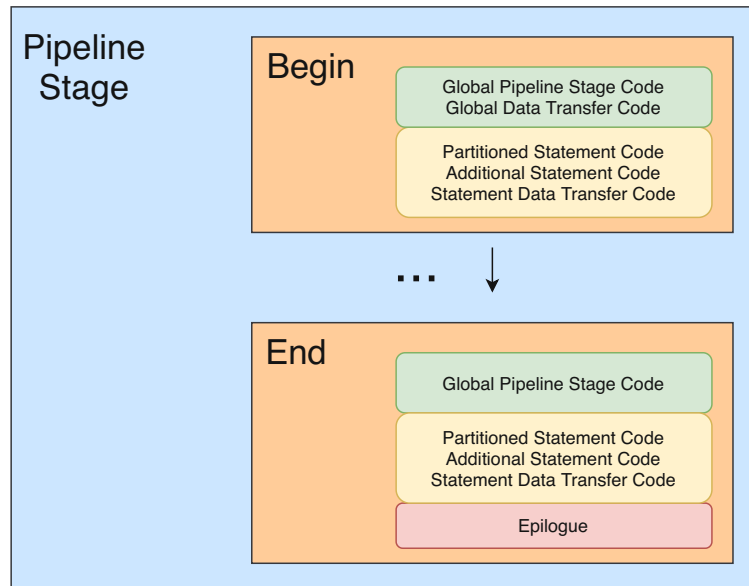 Pipeline
Stage
Begin
Global Pipeline Stage Code
Global Data Transfer Code
Partitioned Statement Code
Additional Statement Code
Statement Data Transfer Code
...
End
Global Pipeline Stage Code
Partitioned Statement Code
Additional Statement Code
Statement Data Transfer Code
Epilogue